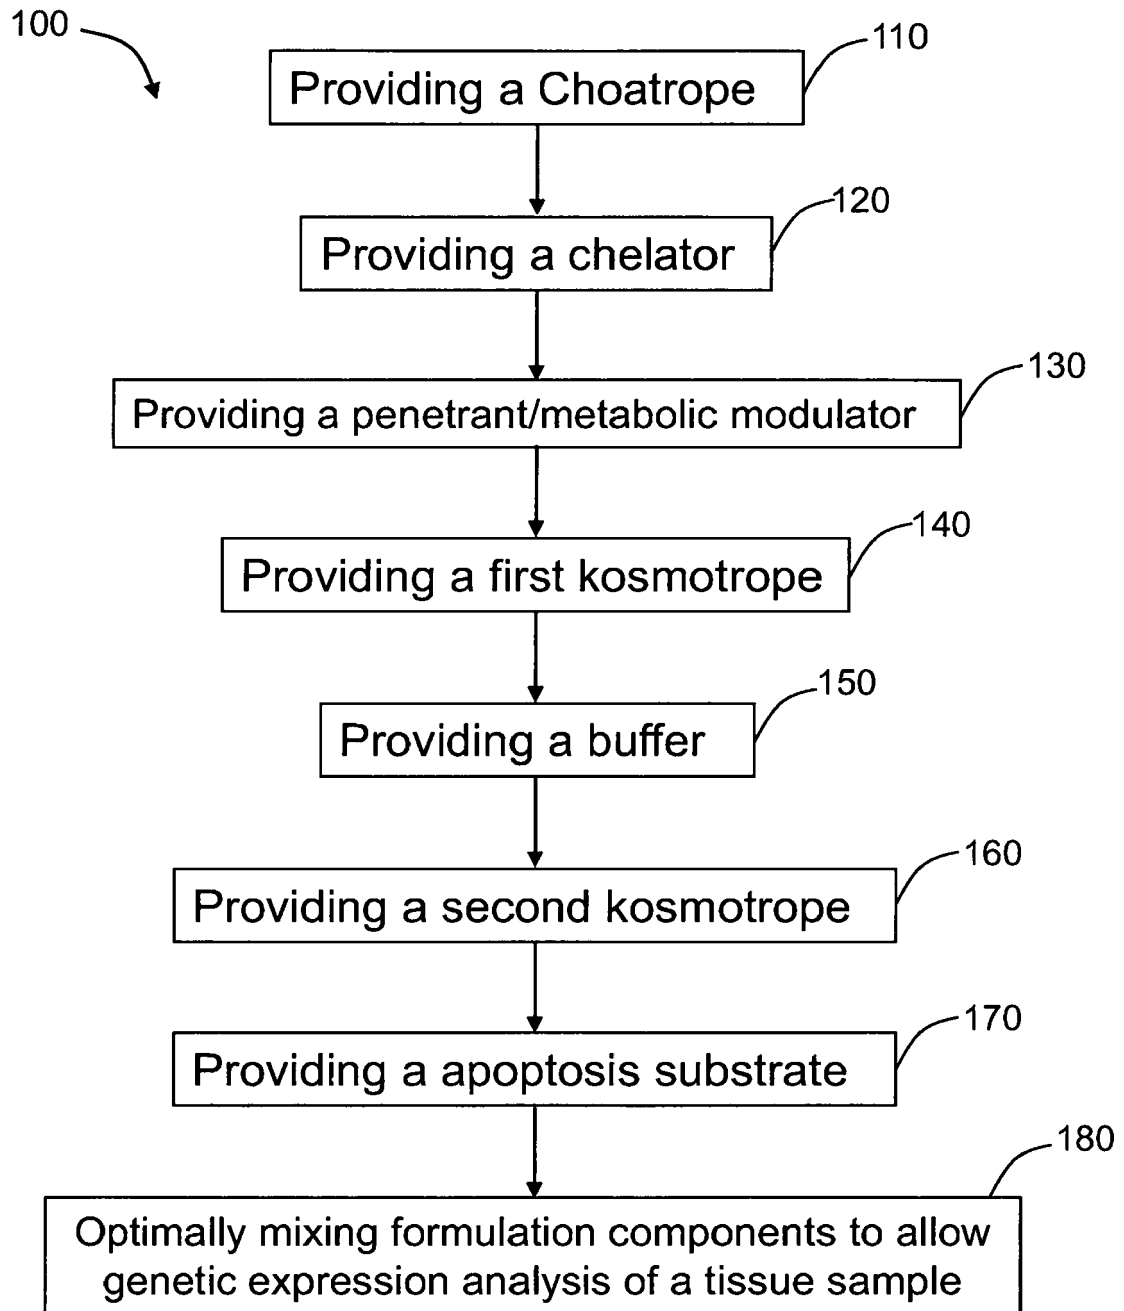 100
110
Providing a Choatrope
120
Providing a chelator
130
Providing a penetrant/metabolic modulator
140
Providing a first kosmotrope
150
Providing a buffer
160
Providing a second kosmotrope
170
Providing a apoptosis substrate
180
Optimally mixing formulation components to allow
genetic expression analysis of a tissue sample